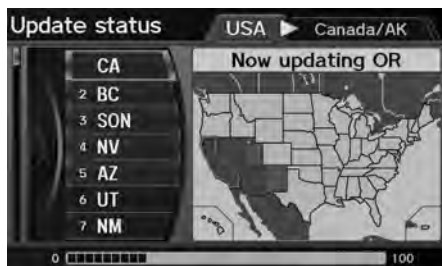 Update status
USA ▶ Canada/AK
Now updating OR
CA
2 BC
3 SON
4 NV
5 AZ
6 UT
7 NM
0 100